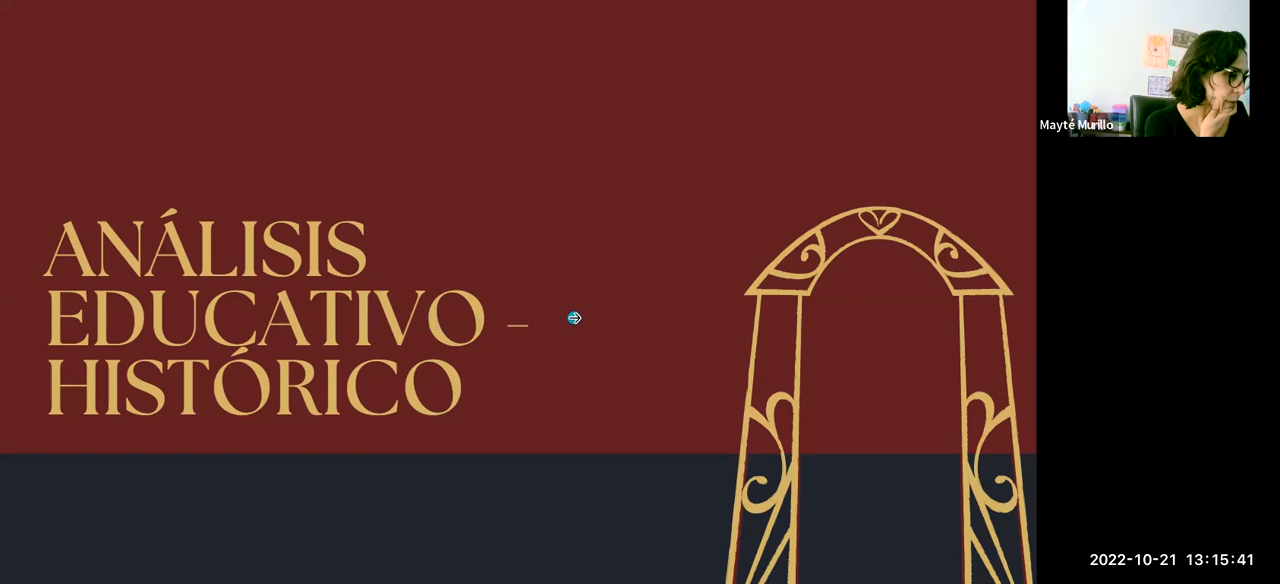 ANÁLISIS
EDUCATIVO –
HISTÓRICO
Mayté Murillo
2022-10-21 13:15:41